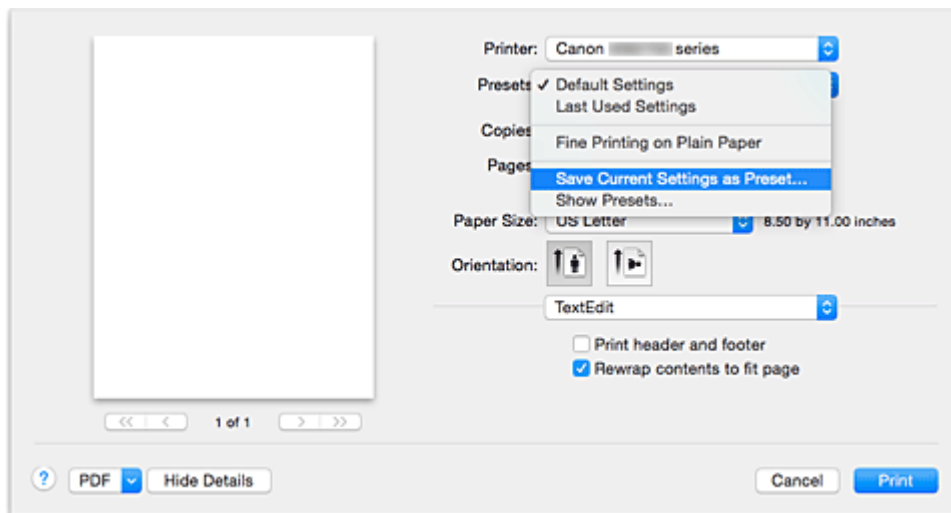 Printer: Canon series
Presets ✓ Default Settings
Last Used Settings
Copies
Fine Printing on Plain Paper
Pages
Save Current Settings as Preset...
Show Presets...
Paper Size: US Letter 8.50 by 11.00 inches
Orientation:
TextEdit
Print header and footer
Rewrap contents to fit page
<< < 1 of 1 > >>
? PDF Hide Details Cancel Print